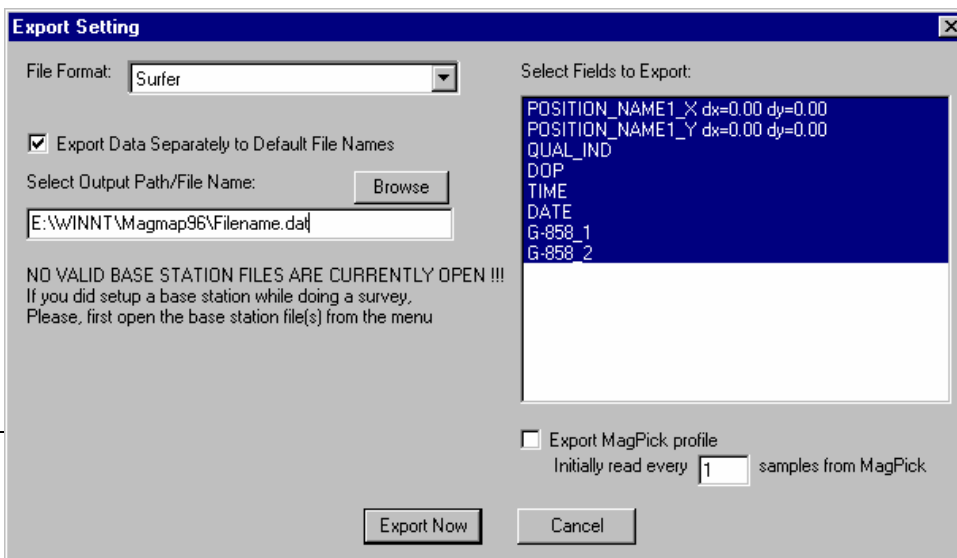 Export Setting
File Format:
Surfer
Export Data Separately to Default File Names
Select Output Path/File Name:
Browse
E:\WINNT\Magmap96\Filename.dat
NO VALID BASE STATION FILES ARE CURRENTLY OPEN !!!
If you did setup a base station while doing a survey,
Please, first open the base station file(s) from the menu
Select Fields to Export:
POSITION_NAME1_X dx=0.00 dy=0.00
POSITION_NAME1_Y dx=0.00 dy=0.00
QUAL_IND
DOP
TIME
DATE
G-858_1
G-858_2
Export MagPick profile
Initially read every 1 samples from MagPick
Export Now
Cancel